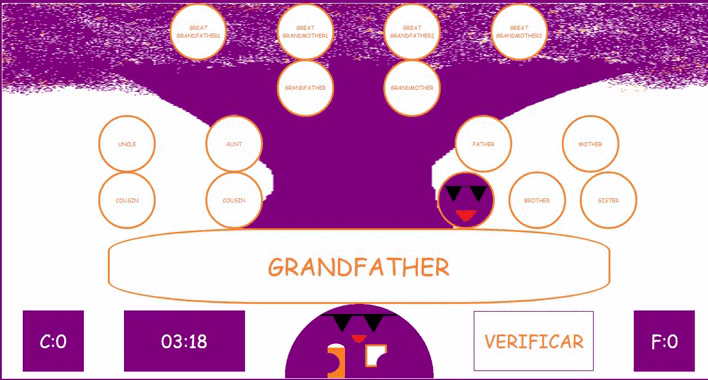 GREAT
GRANDFATHER1
GREAT
GRANDMOTHER1
GREAT
GRANDFATHER2
GREAT
GRANDMOTHER2
GRANDFATHER
GRANDMOTHER
UNCLE
AUNT
FATHER
MOTHER
COUSIN
COUSIN
BROTHER
SISTER
GRANDFATHER
C:0
03:18
VERIFICAR
F:0